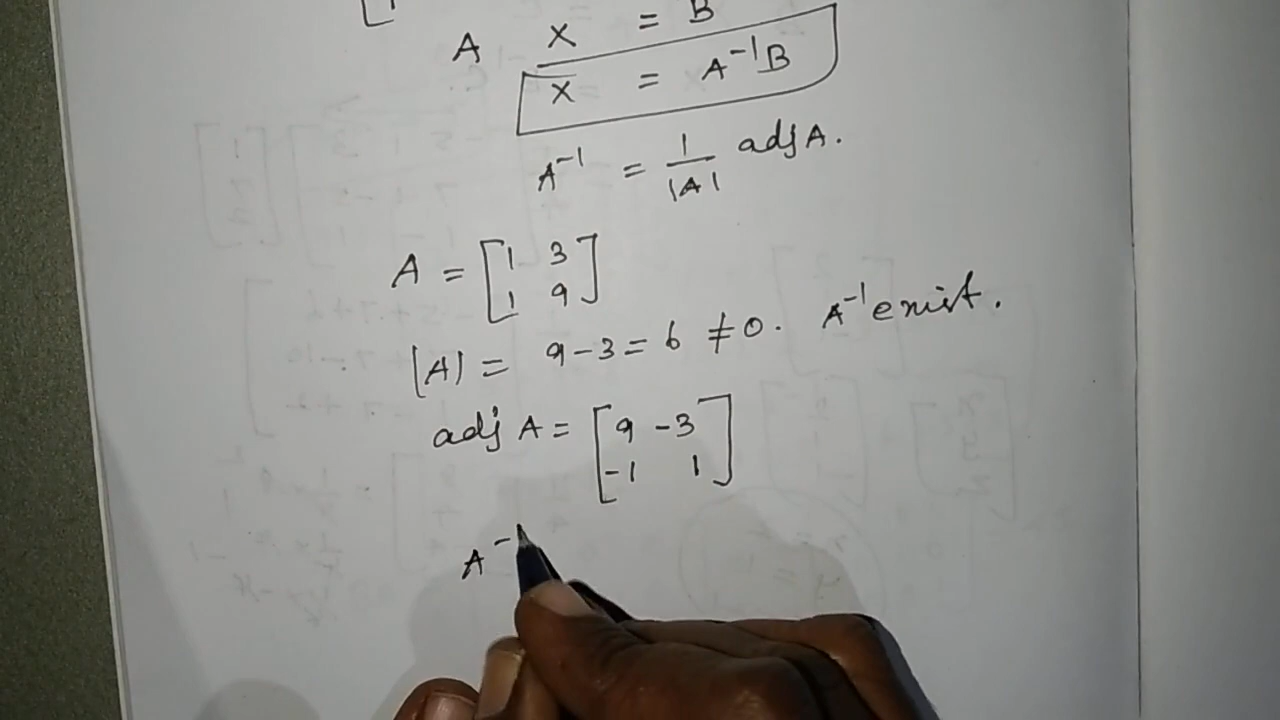 A X = B
X = A⁻¹B
A⁻¹ = 1/|A| adj A.
A = [1 3
1 9]
|A| = 9 - 3 = 6 ≠ 0. A⁻¹ exist.
adj A = [9 -3
-1 1]
A⁻